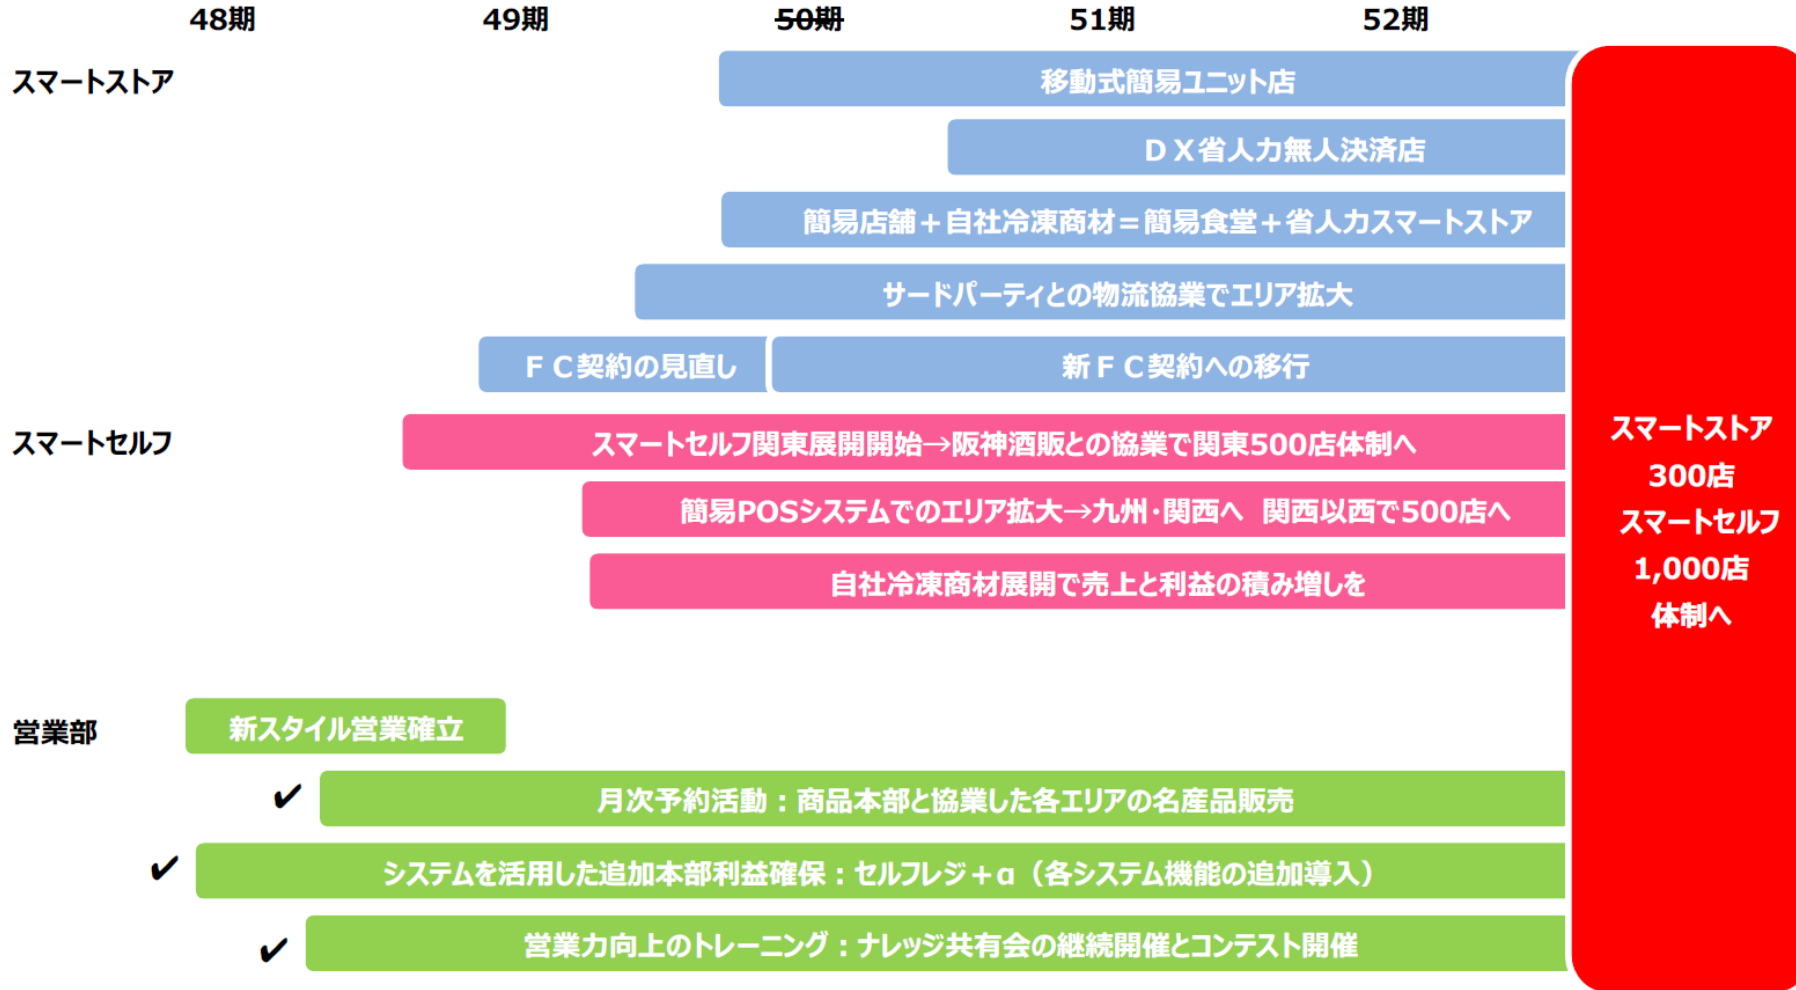 48期 49期 50期 51期 52期
スマートストア
移動式簡易ユニット店
ＤＸ省人力無人決済店
簡易店舗＋自社冷凍商材＝簡易食堂＋省人力スマートストア
サードパーティとの物流協業でエリア拡大
ＦＣ契約の見直し 新ＦＣ契約への移行
スマートセルフ
スマートセルフ関東展開開始→阪神酒販との協業で関東500店体制へ
簡易POSシステムでのエリア拡大→九州・関西へ 関西以西で500店へ
自社冷凍商材展開で売上と利益の積み増しを
営業部
新スタイル営業確立
✔ 月次予約活動：商品本部と協業した各エリアの名産品販売
✔ システムを活用した追加本部利益確保：セルフレジ＋α（各システム機能の追加導入）
✔ 営業力向上のトレーニング：ナレッジ共有会の継続開催とコンテスト開催
スマートストア
300店
スマートセルフ
1,000店
体制へ